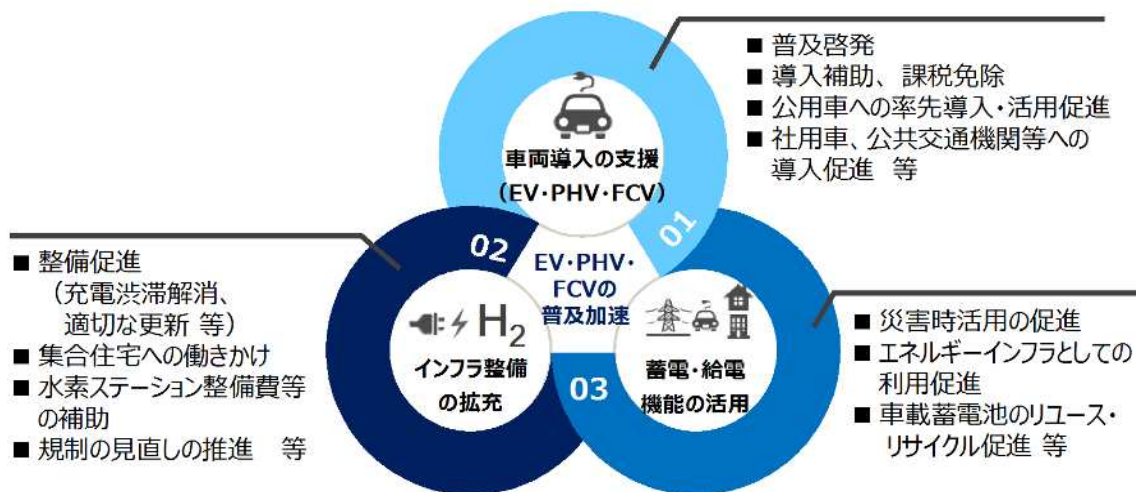 ■ 普及啓発
■ 導入補助、課税免除
■ 公用車への率先導入・活用促進
■ 社用車、公共交通機関等への
導入促進 等
車両導入の支援
（EV・PHV・FCV）
01
02
■ 整備促進
（充電渋滞解消、
適切な更新 等）
■ 集合住宅への働きかけ
■ 水素ステーション整備費等
の補助
■ 規制の見直しの推進 等
EV・PHV・
FCVの
普及加速
H₂
インフラ整備
の拡充
03
蓄電・給電
機能の活用
■ 災害時活用の促進
■ エネルギーインフラとしての
利用促進
■ 車載蓄電池のリユース・
リサイクル促進 等